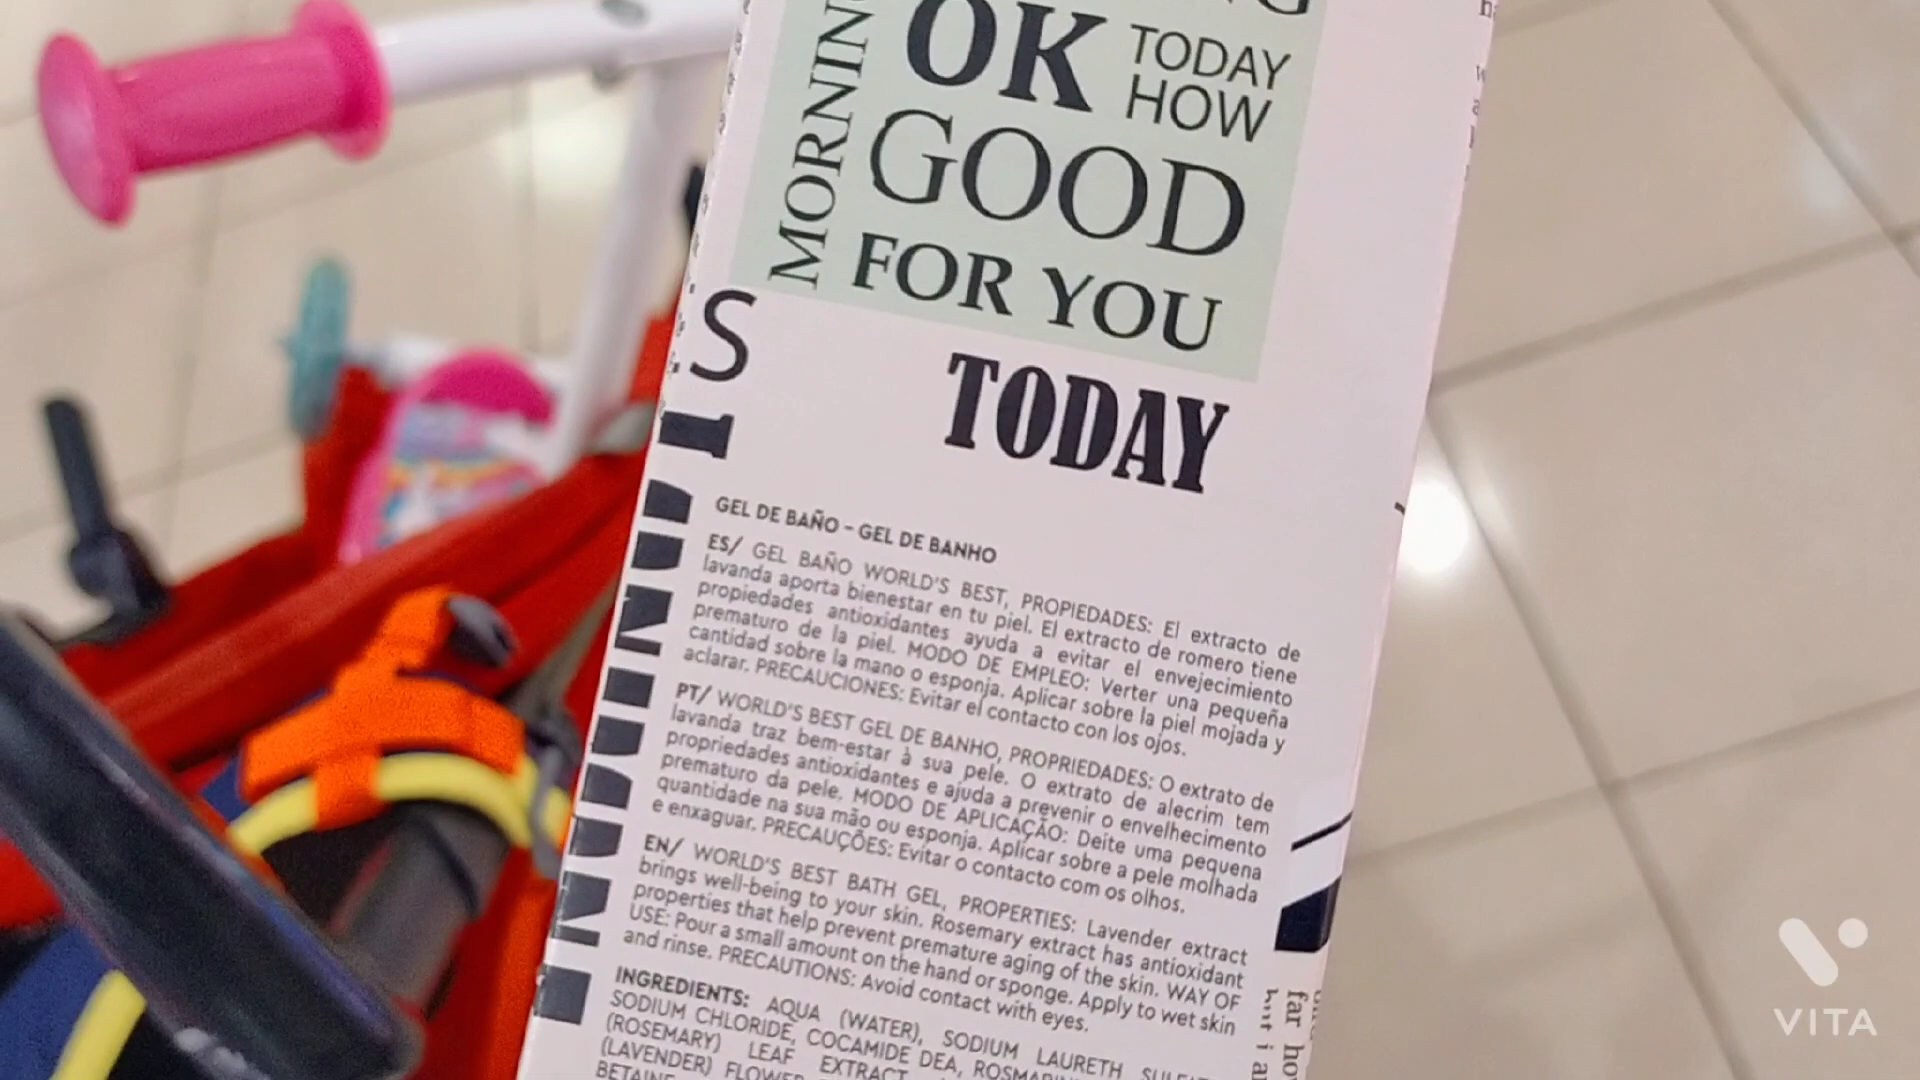 MORNIN
OK TODAY
HOW
GOOD
FOR YOU
TODAY
GEL DE BAÑO - GEL DE BANHO
ES/ GEL BAÑO WORLD'S BEST, PROPIEDADES: El extracto de
lavanda aporta bienestar en tu piel. El extracto de romero tiene
propiedades antioxidantes ayuda a evitar el envejecimiento
prematuro de la piel. MODO DE EMPLEO: Verter una pequeña
cantidad sobre la mano o esponja. Aplicar sobre la piel mojada y
aclarar. PRECAUCIONES: Evitar el contacto con los ojos.
PT/ WORLD'S BEST GEL DE BANHO, PROPRIEDADES: O extrato de
lavanda traz bem-estar à sua pele. O extrato de alecrim tem
propriedades antioxidantes e ajuda a prevenir o envelhecimento
prematuro da pele. MODO DE APLICAÇÃO: Deite uma pequena
quantidade na sua mão ou esponja. Aplicar sobre a pele molhada
e enxaguar. PRECAUÇÕES: Evitar o contacto com os olhos.
EN/ WORLD'S BEST BATH GEL, PROPERTIES: Lavender extract
brings well-being to your skin. Rosemary extract has antioxidant
properties that help prevent premature aging of the skin. WAY OF
USE: Pour a small amount on the hand or sponge. Apply to wet skin
and rinse. PRECAUTIONS: Avoid contact with eyes.
INGREDIENTS: AQUA (WATER), SODIUM LAURETH
SODIUM CHLORIDE, COCAMIDE DEA,
(ROSEMARY) LEAF EXTRACT,
(LAVENDER) FLOWER
BETAINE
far
VITA